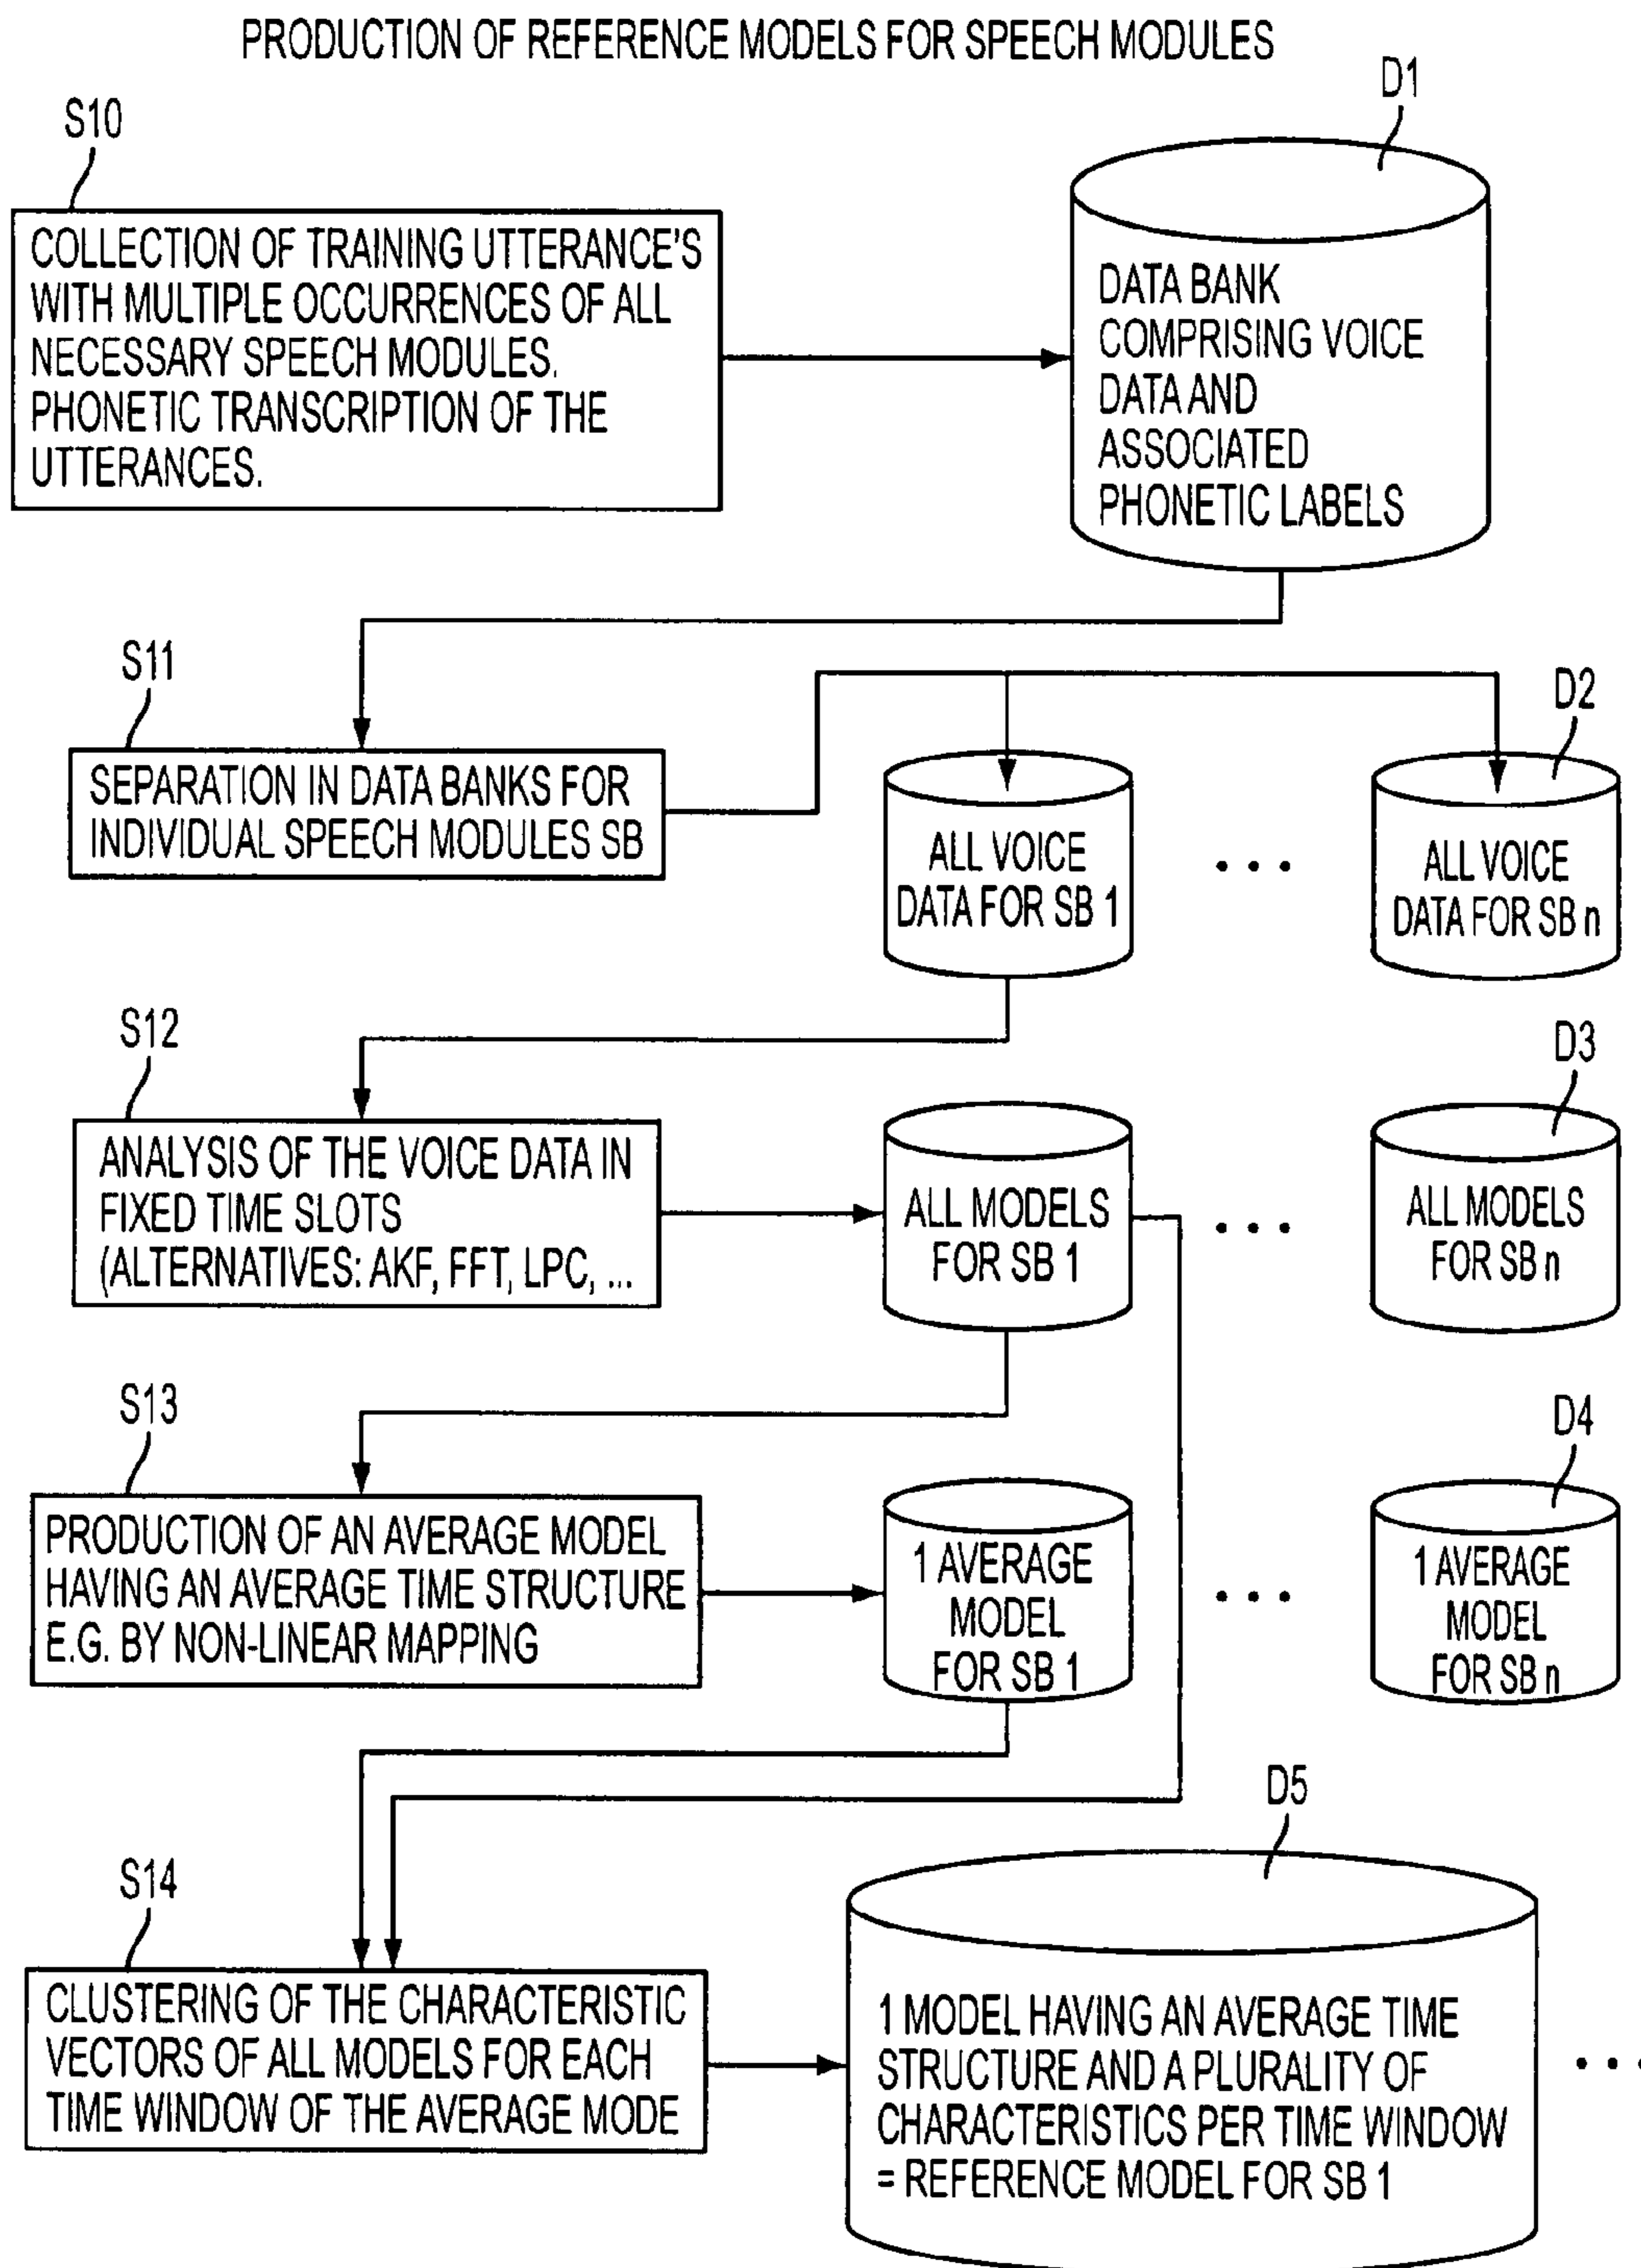 PRODUCTION OF REFERENCE MODELS FOR SPEECH MODULES
D1
S10
COLLECTION OF TRAINING UTTERANCE'S
WITH MULTIPLE OCCURRENCES OF ALL
NECESSARY SPEECH MODULES.
PHONETIC TRANSCRIPTION OF THE
UTTERANCES.
DATA BANK
COMPRISING VOICE
DATA AND
ASSOCIATED
PHONETIC LABELS
S11
SEPARATION IN DATA BANKS FOR
INDIVIDUAL SPEECH MODULES SB
ALL VOICE
DATA FOR SB 1
. . .
D2
ALL VOICE
DATA FOR SB n
S12
ANALYSIS OF THE VOICE DATA IN
FIXED TIME SLOTS
(ALTERNATIVES: AKF, FFT, LPC, ...
ALL MODELS
FOR SB 1
. . .
D3
ALL MODELS
FOR SB n
S13
PRODUCTION OF AN AVERAGE MODEL
HAVING AN AVERAGE TIME STRUCTURE
E.G. BY NON-LINEAR MAPPING
1 AVERAGE
MODEL
FOR SB 1
. . .
D4
1 AVERAGE
MODEL
FOR SB n
S14
CLUSTERING OF THE CHARACTERISTIC
VECTORS OF ALL MODELS FOR EACH
TIME WINDOW OF THE AVERAGE MODE
D5
1 MODEL HAVING AN AVERAGE TIME
STRUCTURE AND A PLURALITY OF
CHARACTERISTICS PER TIME WINDOW
= REFERENCE MODEL FOR SB 1
. . .